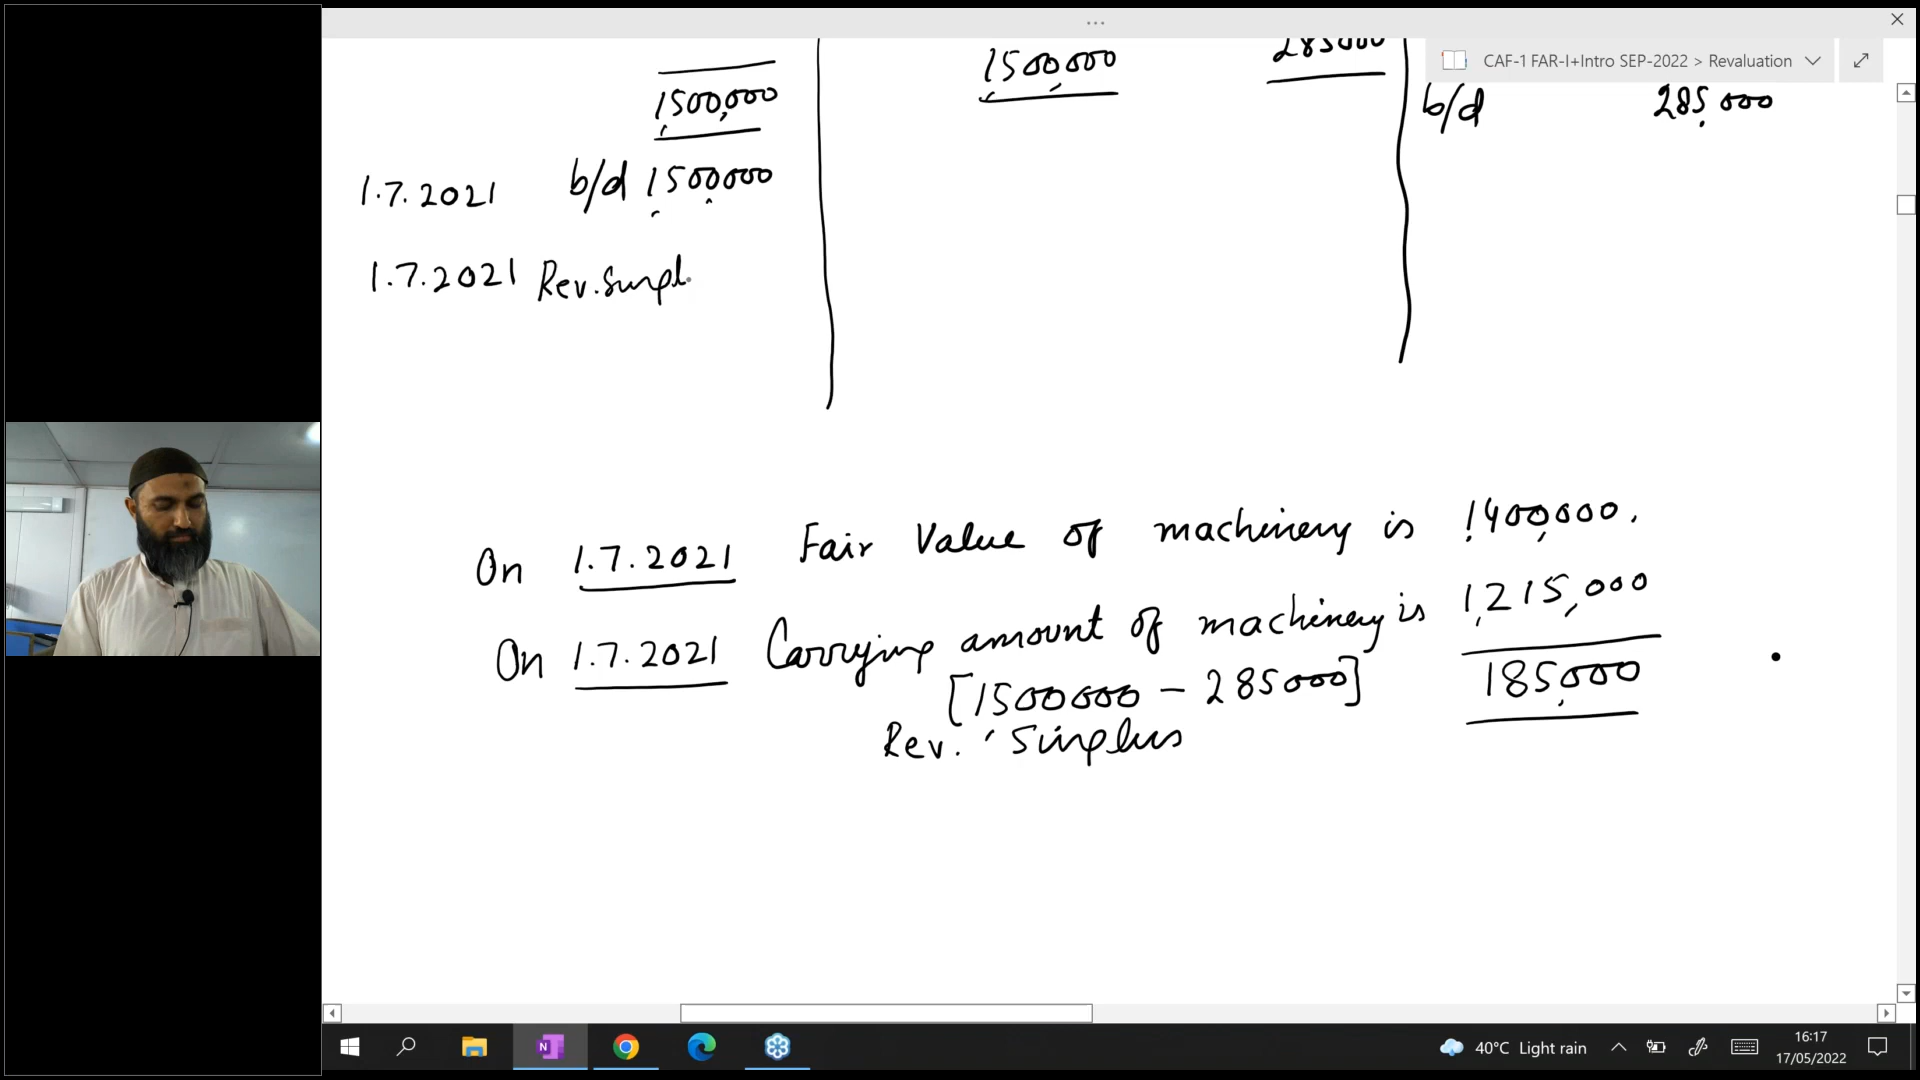 ...
CAF-1 FAR-I+Intro SEP-2022 > Revaluation
1500,000
285000
1500,000
b/d 285,000
1.7.2021 b/d 1500000
1.7.2021 Rev. Surpl
On 1.7.2021 Fair Value of machinery is 1400,000.
On 1.7.2021 Carrying amount of machinery is 1,215,000
[1500000 - 285000] 185,000
Rev. Surplus
N
40°C Light rain
16:17
17/05/2022